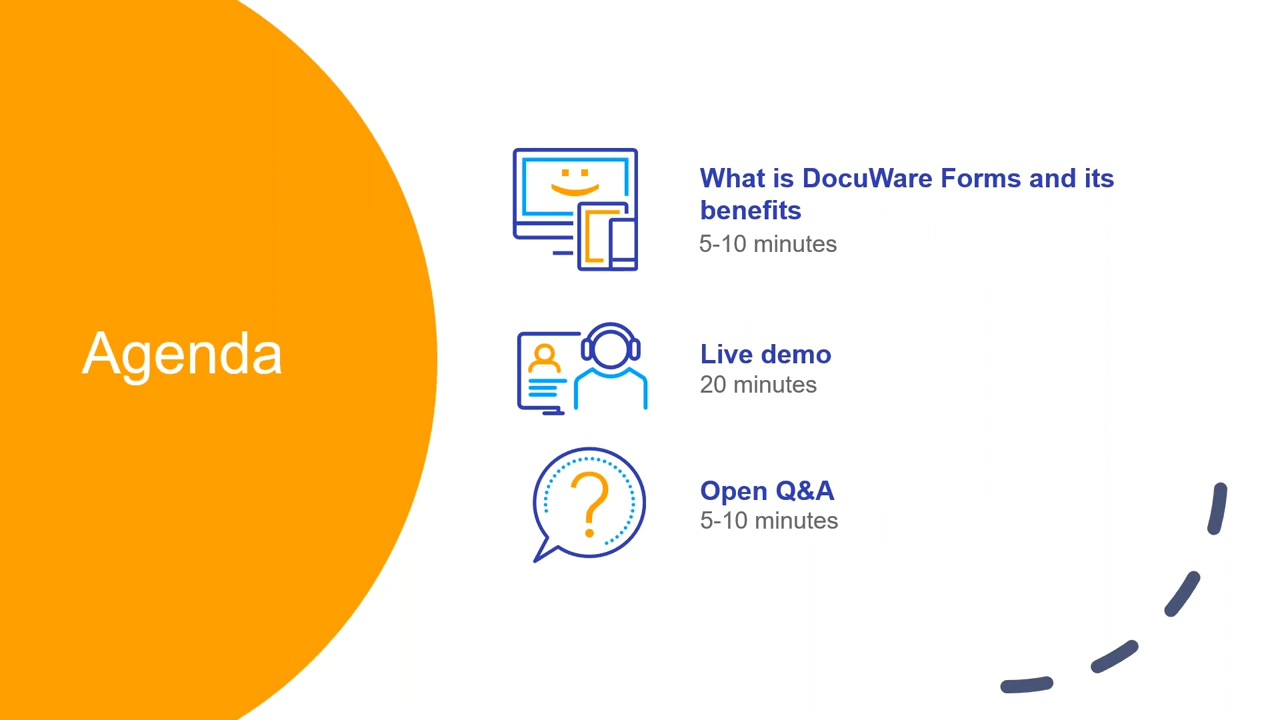 Agenda
What is DocuWare Forms and its
benefits
5-10 minutes
Live demo
20 minutes
Open Q&A
5-10 minutes